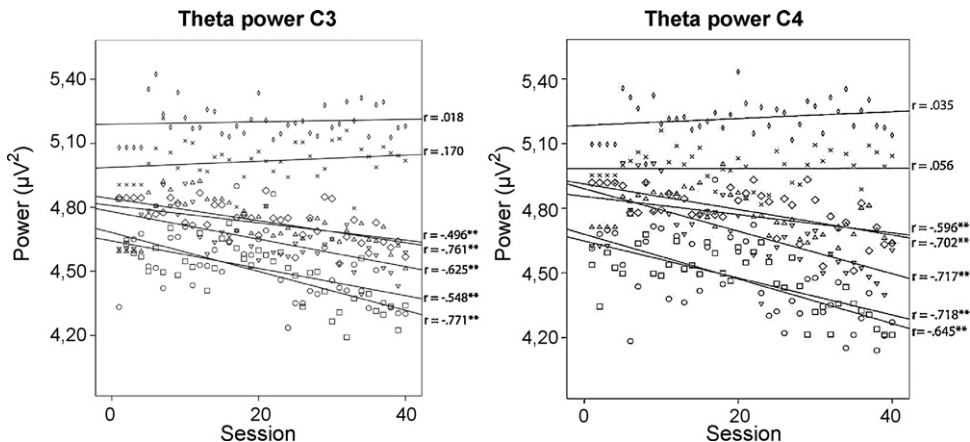 Theta power C3
Power (µV²)
5,40
5,10
4,80
4,50
4,20
0
20
40
Session
r = .018
r = .170
r = -.496**
r = -.761**
r = -.625**
r = -.548**
r = -.771**
Theta power C4
Power (µV²)
5,40
5,10
4,80
4,50
4,20
0
20
40
Session
r = .035
r = .056
r = -.596**
r = -.702**
r = -.717**
r = -.718**
r = -.645**